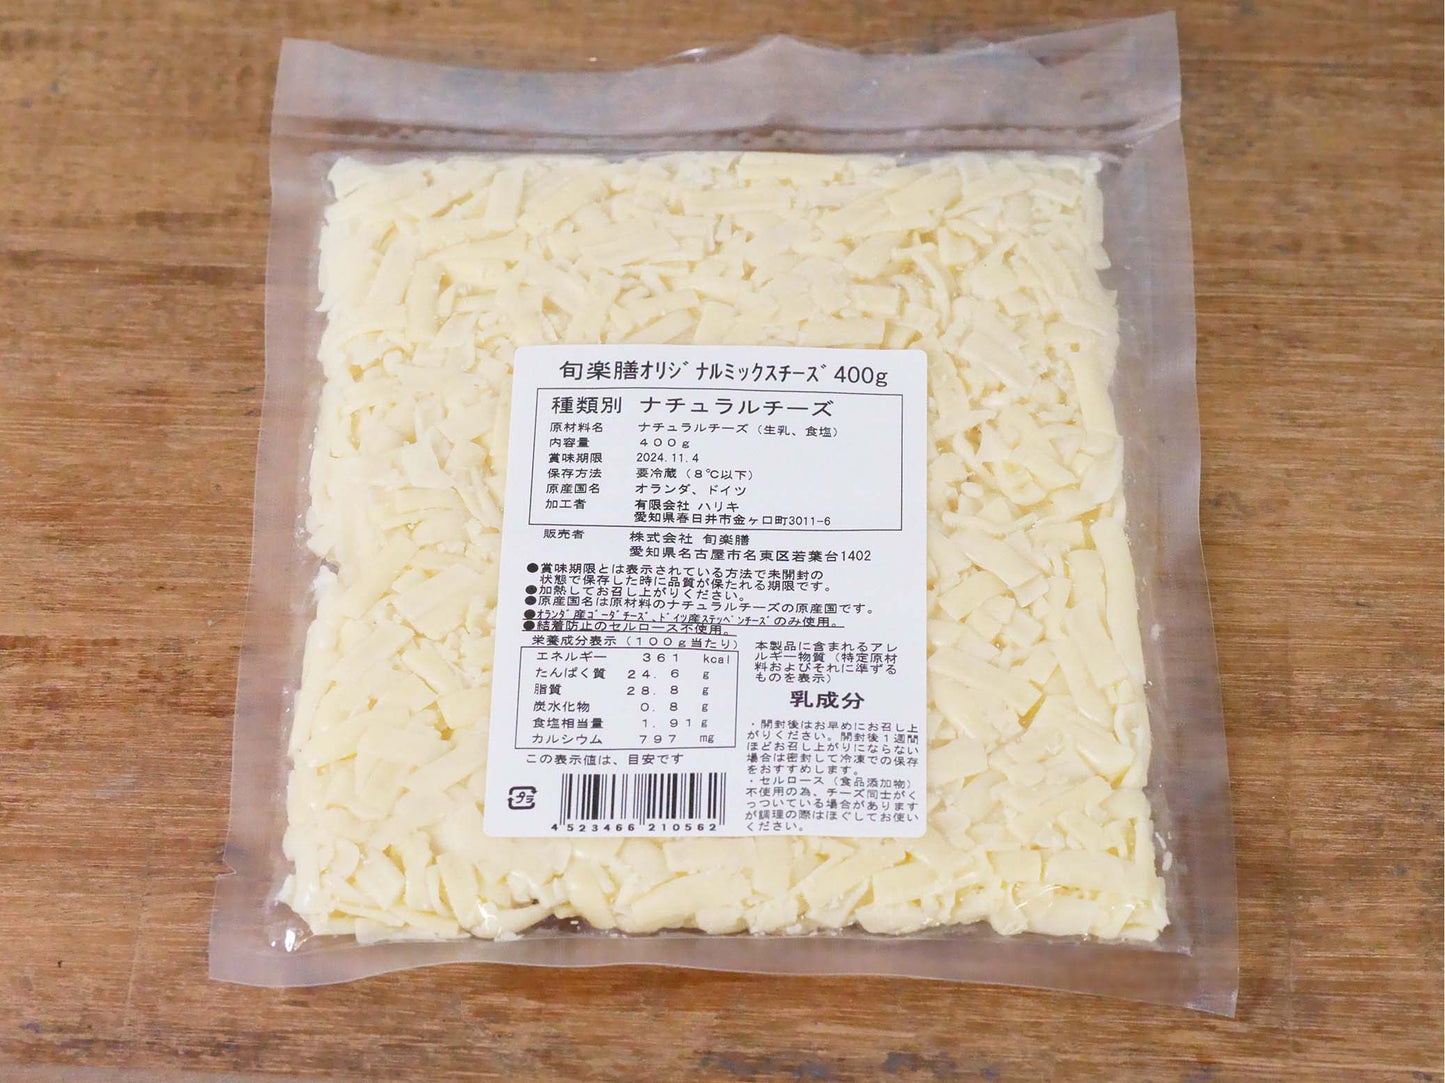 旬楽膳ｵﾘｼﾞﾅﾙﾐｯｸｽﾁｰｽﾞ400g
種類別 ナチュラルチーズ
原材料名 ナチュラルチーズ（生乳、食塩）
内容量 ４００ｇ
賞味期限 2024.11.4
保存方法 要冷蔵（８℃以下）
原産国名 オランダ、ドイツ
加工者 有限会社 ハリキ
愛知県春日井市金ヶ口町3011-6
販売者 株式会社 旬楽膳
愛知県名古屋市名東区若葉台1402
●賞味期限とは表示されている方法で未開封の
状態で保存した時に品質が保たれる期限です。
●加熱してお召し上がりください。
●原産国名は原材料のナチュラルチーズの原産国です。
●ｵﾗﾝﾀﾞ産ｺﾞｰﾀﾞﾁｰｽﾞ､ﾄﾞｲﾂ産ｽﾃｯﾍﾟﾝﾁｰｽﾞのみ使用。
●結着防止のセルロース不使用。
栄養成分表示（１００ｇ当たり）
エネルギー ３６１ kcal
たんぱく質 ２４．６ g
脂質 ２８．８ g
炭水化物 ０．８ g
食塩相当量 １．９１ g
カルシウム ７９７ mg
この表示値は、目安です
プラ
4 523466 210562
本製品に含まれるアレ
ルギー物質（特定原材
料およびそれに準ずる
ものを表示）
乳成分
・開封後はお早めにお召し上
がりください。開封後１週間
ほどお召し上がりにならない
場合は密封して冷凍での保存
をおすすめします。
・セルロース（食品添加物）
不使用の為、チーズ同士がく
っついている場合があります
が調理の際はほぐしてお使い
ください。